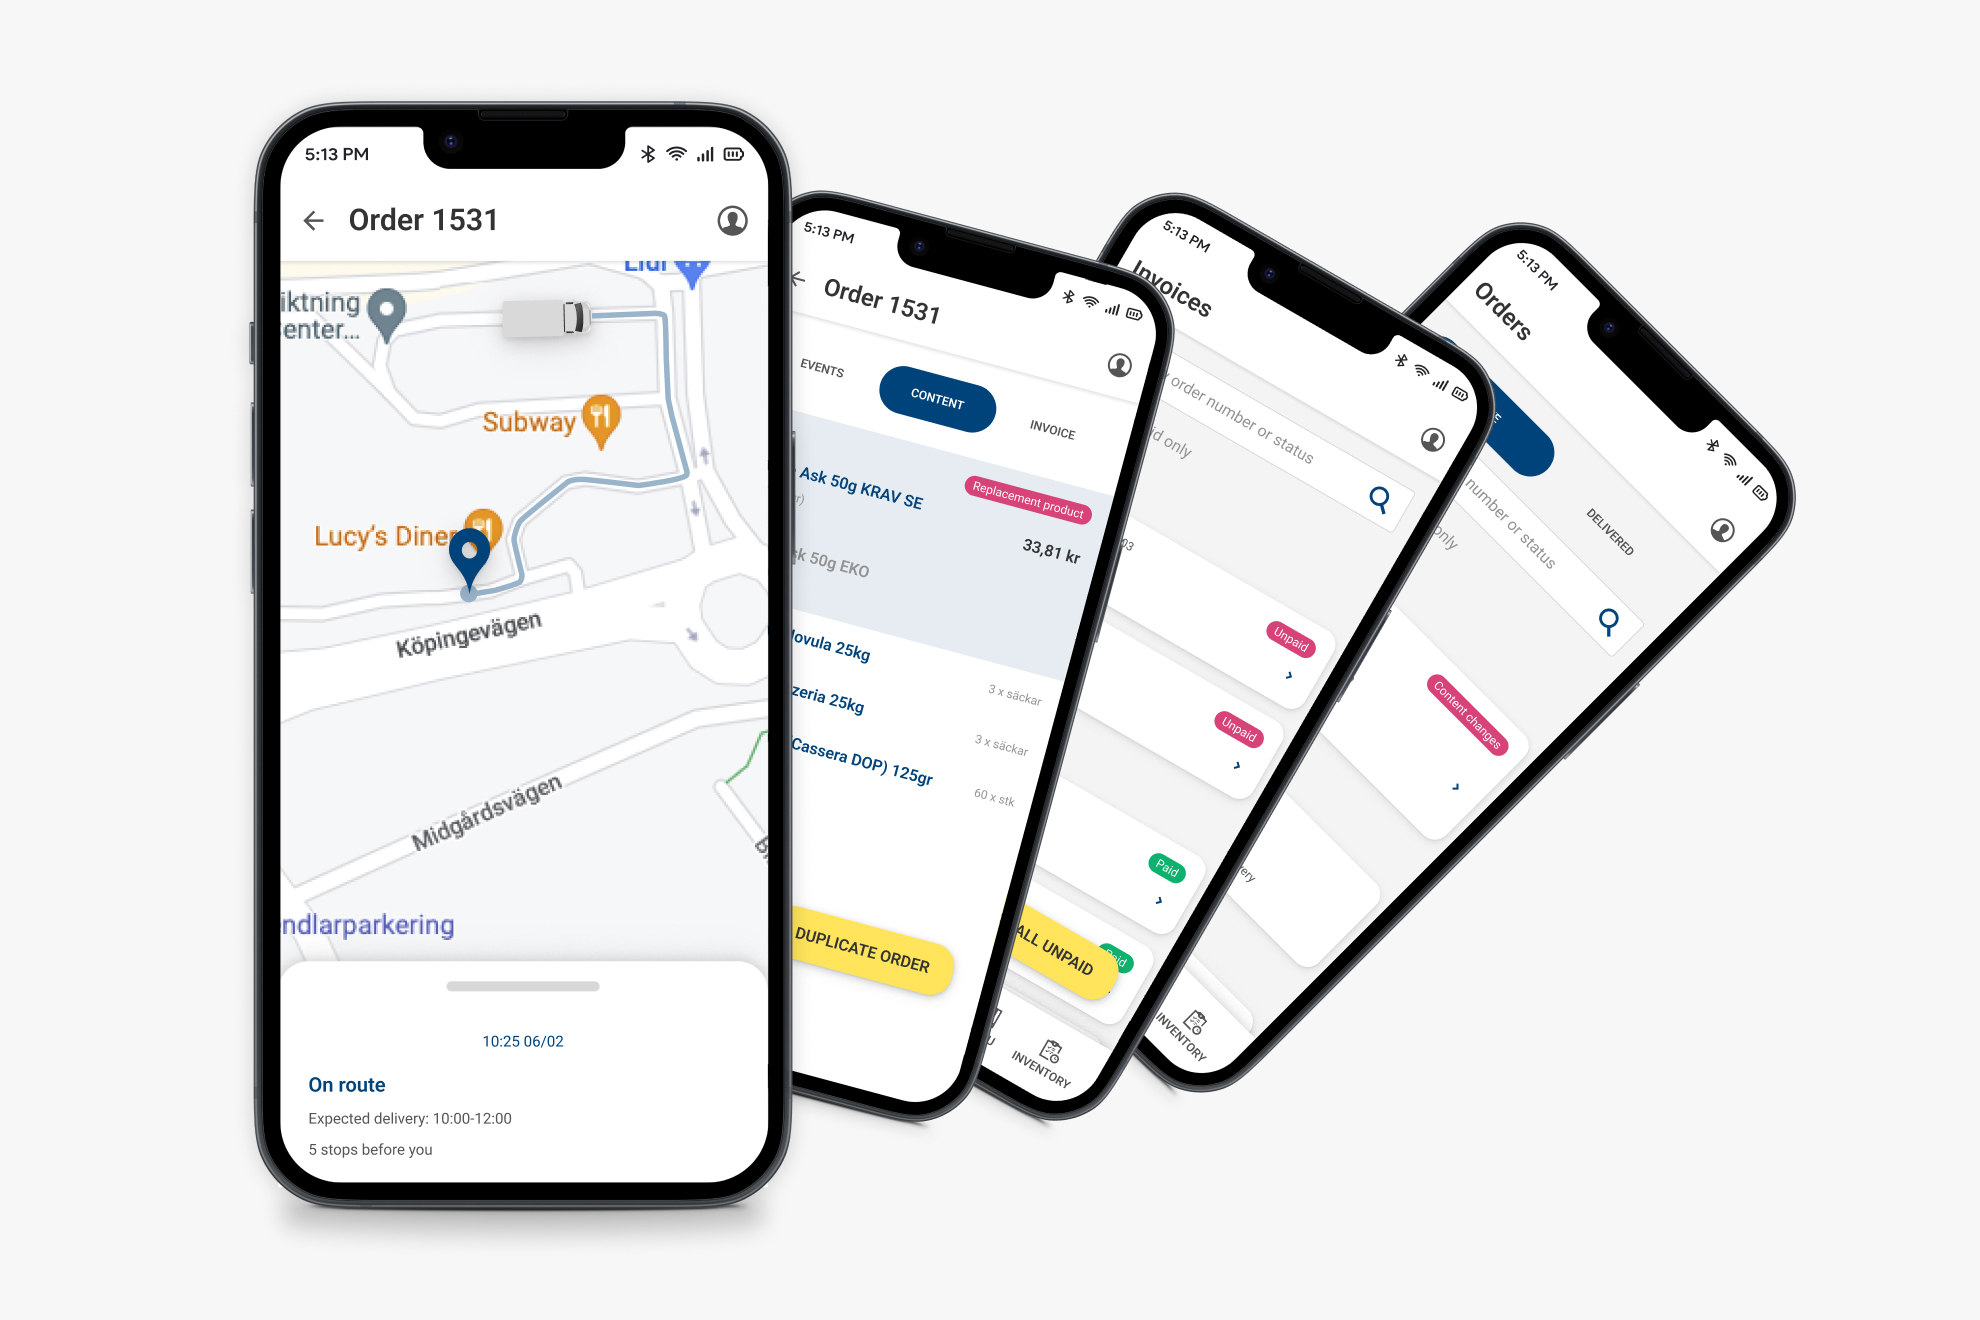 5:13 PM
Order 1531
Lidl
iktning
enter...
Subway
Lucy's Diner
Köpingevägen
Midgårdsvägen
ndlarparkering
10:25 06/02
On route
Expected delivery: 10:00-12:00
5 stops before you
5:13 PM
Order 1531
EVENTS
CONTENT
INVOICE
Ask 50g KRAV SE
Replacement product
33,81 kr
sk 50g EKO
ovula 25kg
3 x säckar
zeria 25kg
3 x säckar
Cassera DOP) 125gr
60 x stk
DUPLICATE ORDER
5:13 PM
Invoices
order number or status
id only
03
Unpaid
Unpaid
Paid
Paid
ALL UNPAID
U
INVENTORY
5:13 PM
Orders
E
DELIVERED
number or status
only
Content changes
ery
INVENTORY